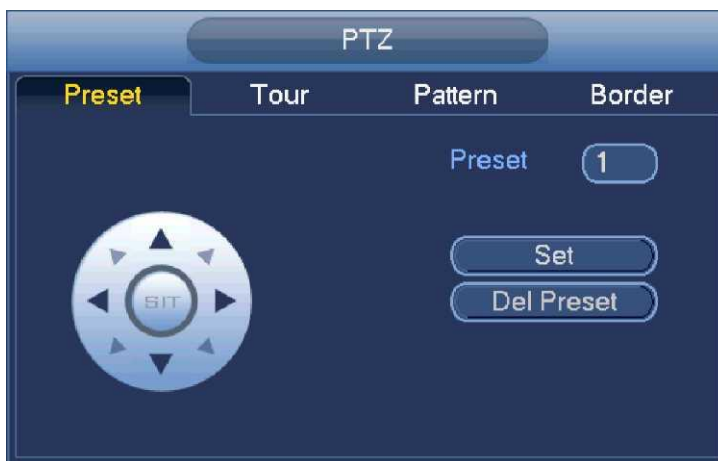 PTZ
Preset Tour Pattern Border
Preset 1
Set
SIT
Del Preset